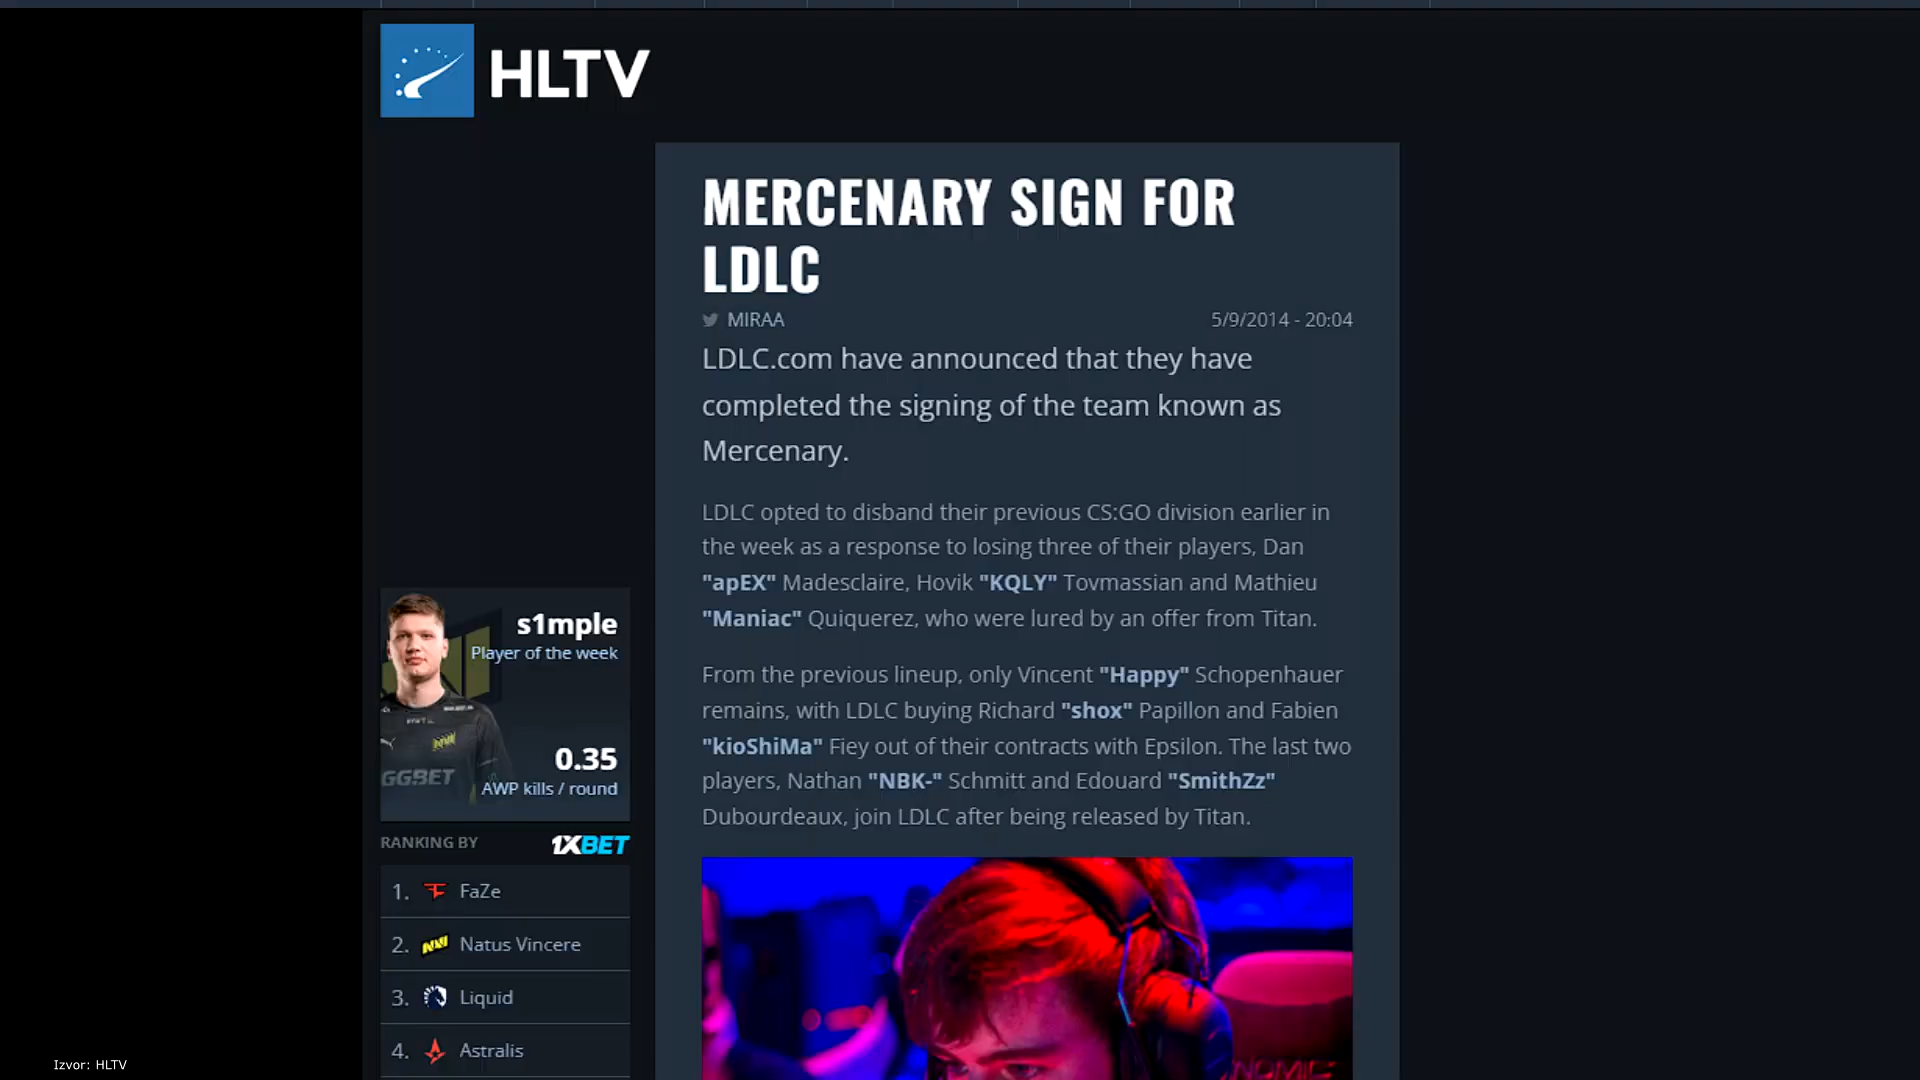 HLTV
MERCENARY SIGN FOR
LDLC
MIRAA
5/9/2014 - 20:04
LDLC.com have announced that they have
completed the signing of the team known as
Mercenary.
LDLC opted to disband their previous CS:GO division earlier in
the week as a response to losing three of their players, Dan
"apEX" Madesclaire, Hovik "KQLY" Tovmassian and Mathieu
"Maniac" Quiquerez, who were lured by an offer from Titan.
From the previous lineup, only Vincent "Happy" Schopenhauer
remains, with LDLC buying Richard "shox" Papillon and Fabien
"kioShiMa" Fiey out of their contracts with Epsilon. The last two
players, Nathan "NBK-" Schmitt and Edouard "SmithZz"
Dubourdeaux, join LDLC after being released by Titan.
s1mple
Player of the week
GG.BET
0.35
AWP kills / round
RANKING BY
1XBET
1. FaZe
2. Natus Vincere
3. Liquid
4. Astralis
Izvor: HLTV